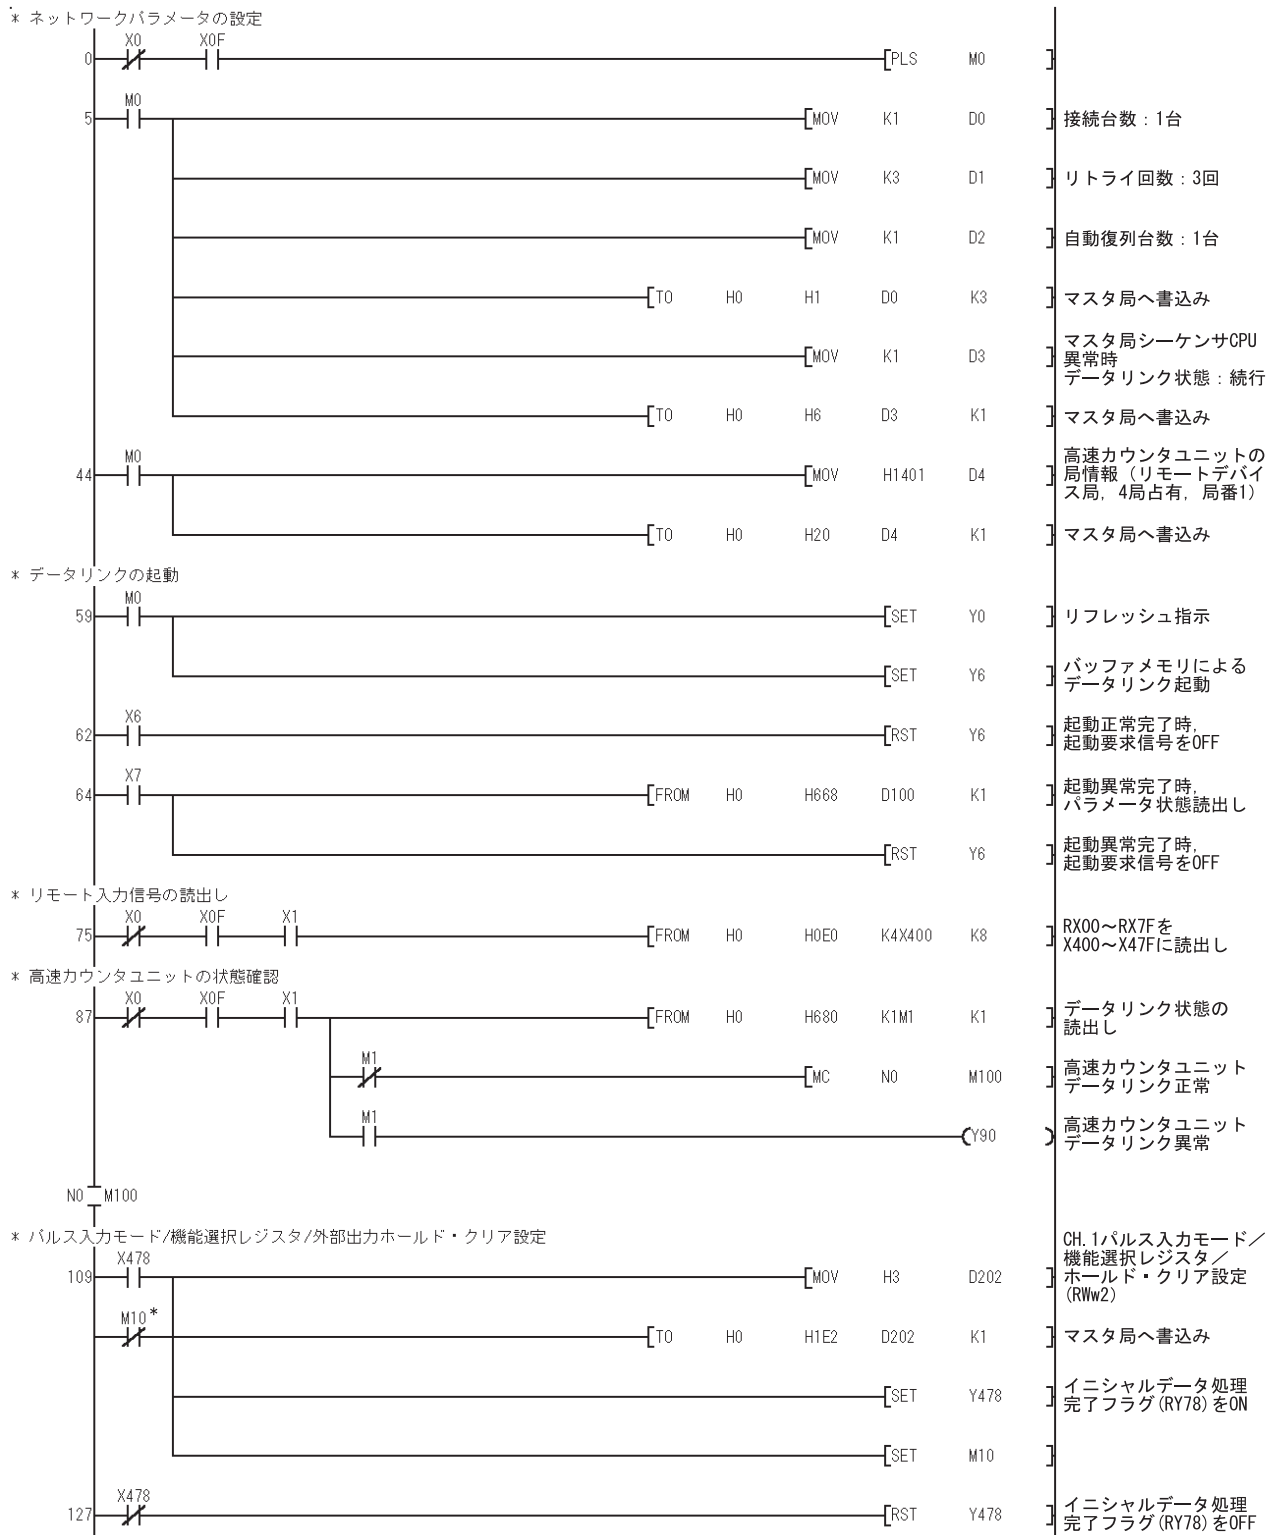 * ネットワークパラメータの設定
X0 X0F
0 PLS M0
M0
5 MOV K1 D0 接続台数：1台
MOV K3 D1 リトライ回数：3回
MOV K1 D2 自動復列台数：1台
TO H0 H1 D0 K3 マスタ局へ書込み
MOV K1 D3 マスタ局シーケンサCPU
異常時
データリンク状態：続行
TO H0 H6 D3 K1 マスタ局へ書込み
M0
44 MOV H1401 D4 高速カウンタユニットの
局情報（リモートデバイ
ス局，4局占有，局番1）
TO H0 H20 D4 K1 マスタ局へ書込み
* データリンクの起動
M0
59 SET Y0 リフレッシュ指示
SET Y6 バッファメモリによる
データリンク起動
X6
62 RST Y6 起動正常完了時，
起動要求信号をOFF
X7
64 FROM H0 H668 D100 K1 起動異常完了時，
パラメータ状態読出し
RST Y6 起動異常完了時，
起動要求信号をOFF
* リモート入力信号の読出し
X0 X0F X1
75 FROM H0 H0E0 K4X400 K8 RX00～RX7Fを
X400～X47Fに読出し
* 高速カウンタユニットの状態確認
X0 X0F X1
87 FROM H0 H680 K1M1 K1 データリンク状態の
読出し
M1
MC N0 M100 高速カウンタユニット
データリンク正常
M1
Y90 高速カウンタユニット
データリンク異常
N0 M100
* パルス入力モード/機能選択レジスタ/外部出力ホールド・クリア設定
X478
109 MOV H3 D202 CH.1パルス入力モード／
機能選択レジスタ／
ホールド・クリア設定
(RWw2)
M10 *
TO H0 H1E2 D202 K1 マスタ局へ書込み
SET Y478 イニシャルデータ処理
完了フラグ(RY78)をON
SET M10
X478
127 RST Y478 イニシャルデータ処理
完了フラグ(RY78)をOFF